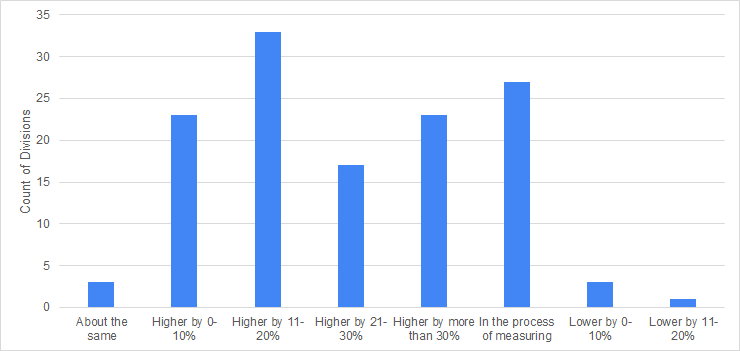 35
30
25
20
15
10
5
0
Count of Divisions
About the
same
Higher by 0-
10%
Higher by 11-
20%
Higher by 21-
30%
Higher by more
than 30%
In the process
of measuring
Lower by 0-
10%
Lower by 11-
20%